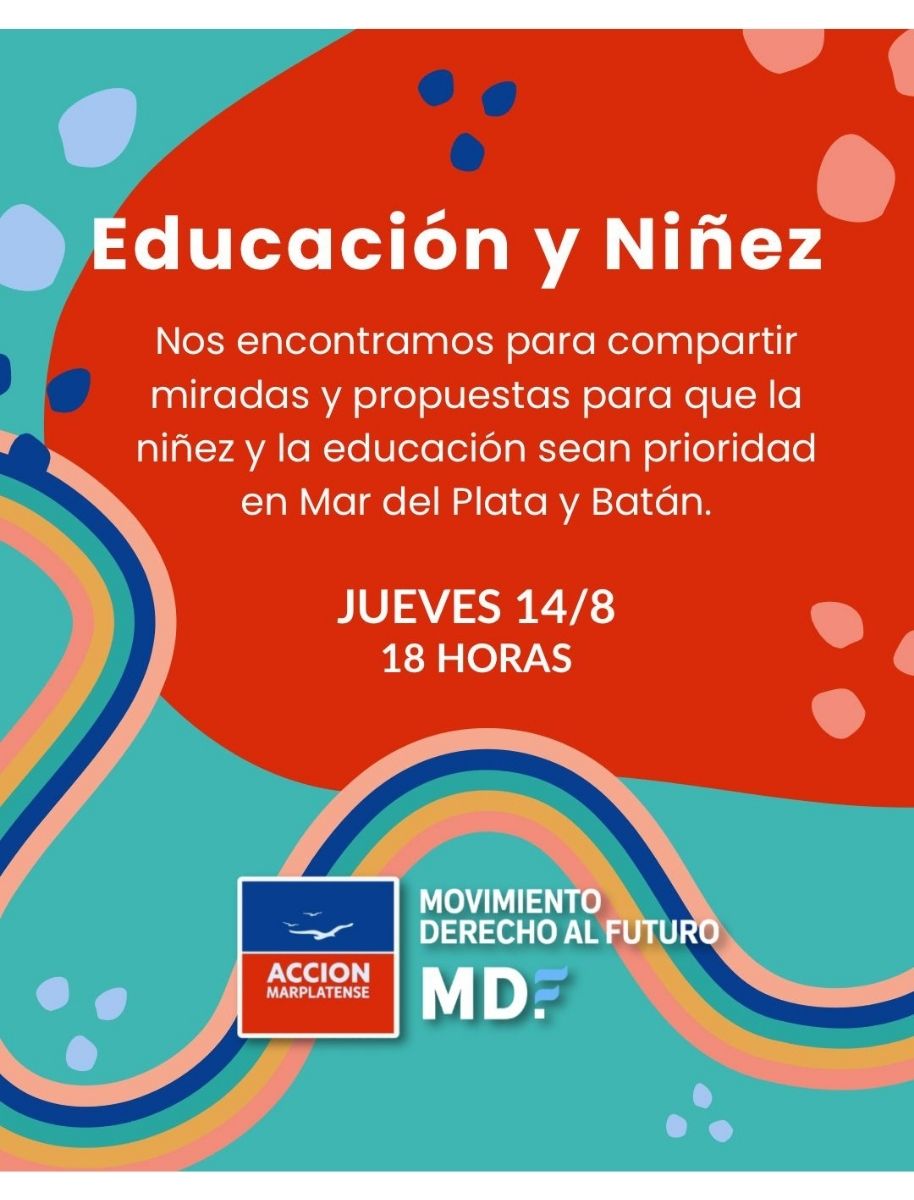 Educación y Niñez
Nos encontramos para compartir
miradas y propuestas para que la
niñez y la educación sean prioridad
en Mar del Plata y Batán.
JUEVES 14/8
18 HORAS
ACCION
MARPLATENSE
MOVIMIENTO
DERECHO AL FUTURO
MD.F